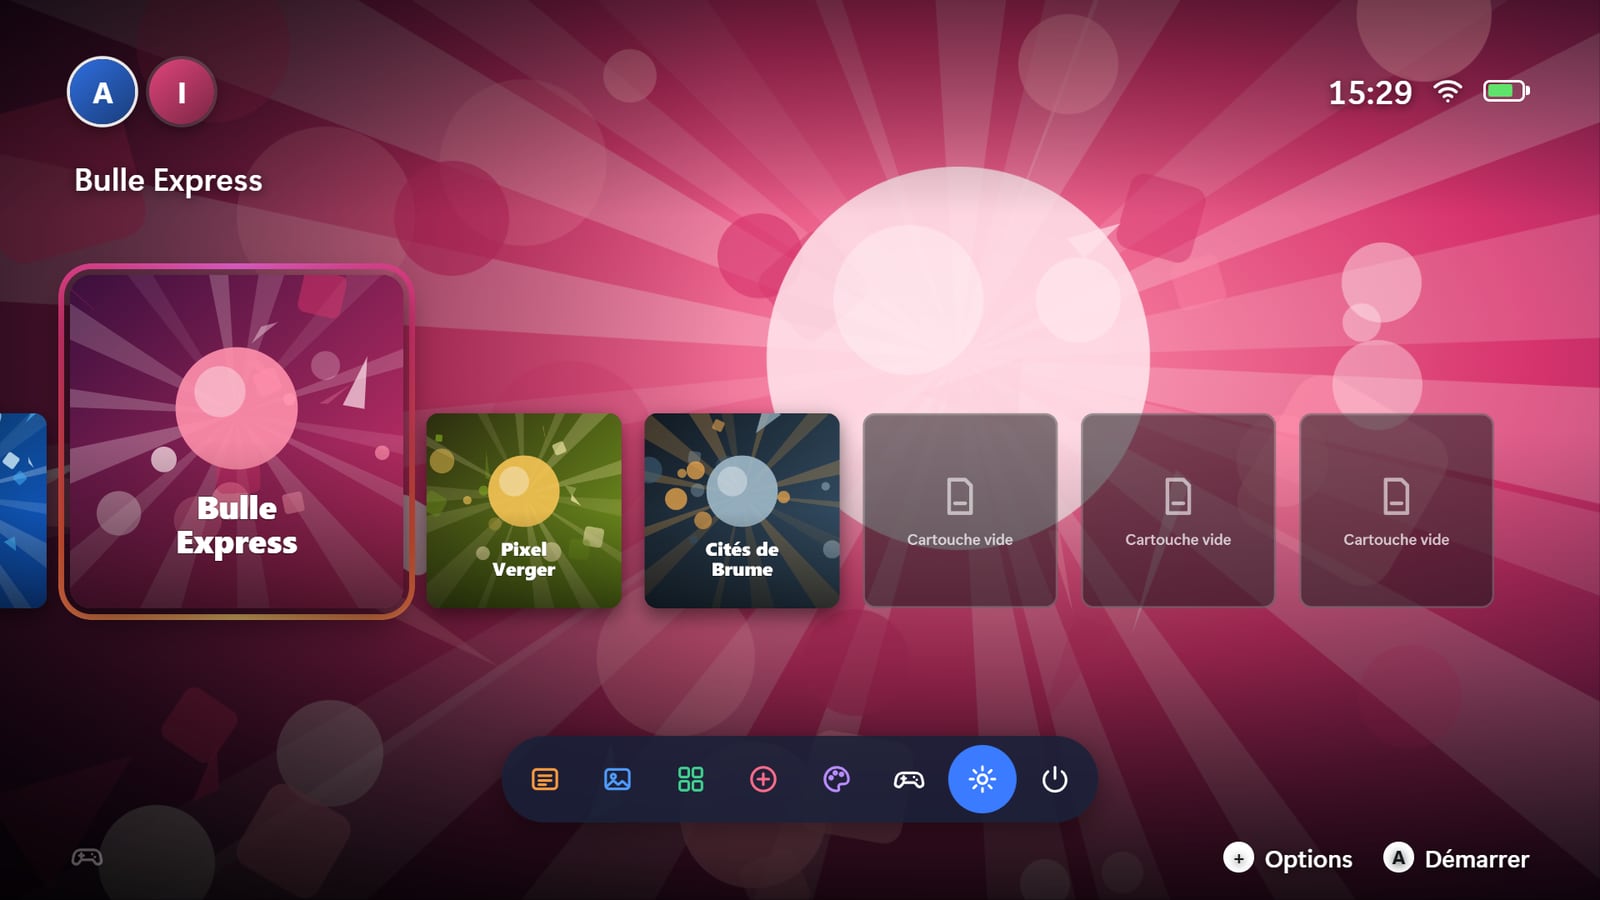 A I
15:29
Bulle Express
Bulle
Express
Pixel
Verger
Cités de
Brume
Cartouche vide
Cartouche vide
Cartouche vide
+ Options
A Démarrer